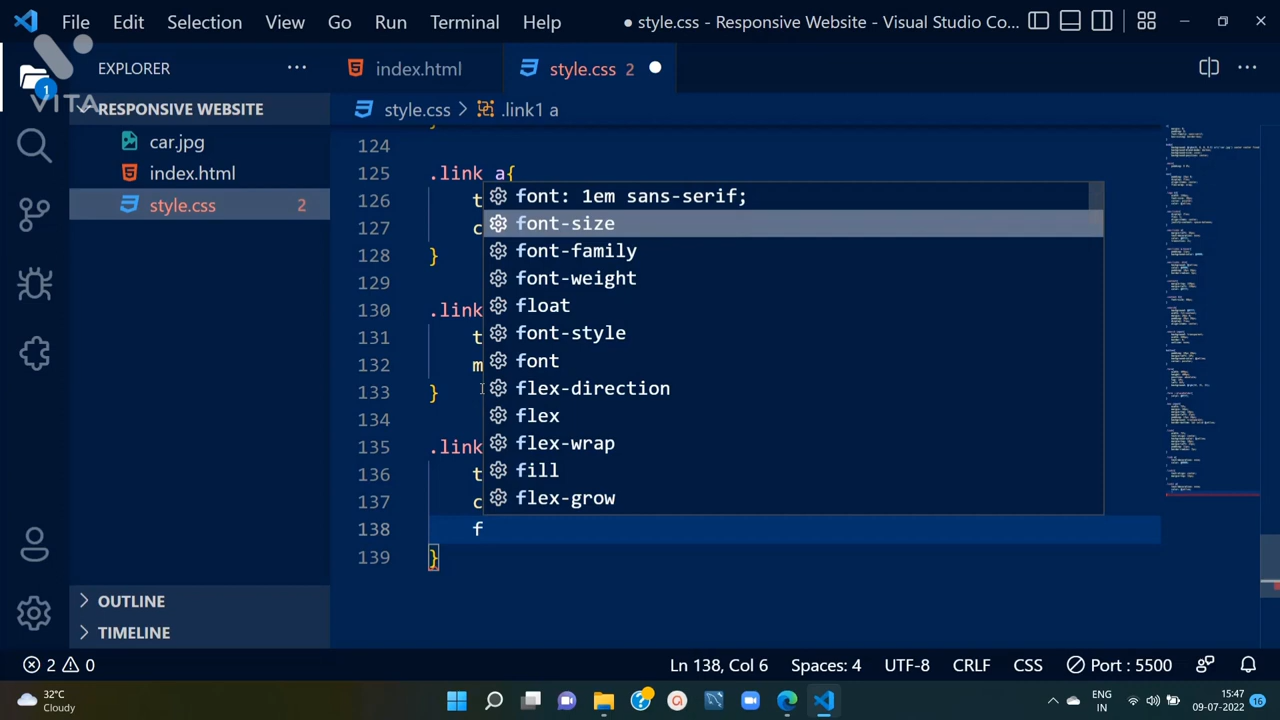 File Edit Selection View Go Run Terminal Help
● style.css - Responsive Website - Visual Studio Co...
VITA
1
EXPLORER
RESPONSIVE WEBSITE
car.jpg
index.html
style.css 2
OUTLINE
TIMELINE
index.html
style.css 2
style.css > .link1 a
}
124
125 .link a{
126 t
127 c
128 }
129
130 .link
131 t
132 m
133 }
134
135 .link
136 t
137 c
138 f
139 }
font: 1em sans-serif;
font-size
font-family
font-weight
float
font-style
font
flex-direction
flex
flex-wrap
fill
flex-grow
2 0
Ln 138, Col 6 Spaces: 4 UTF-8 CRLF CSS Port : 5500
32°C
Cloudy
ENG
IN
15:47
09-07-2022
16